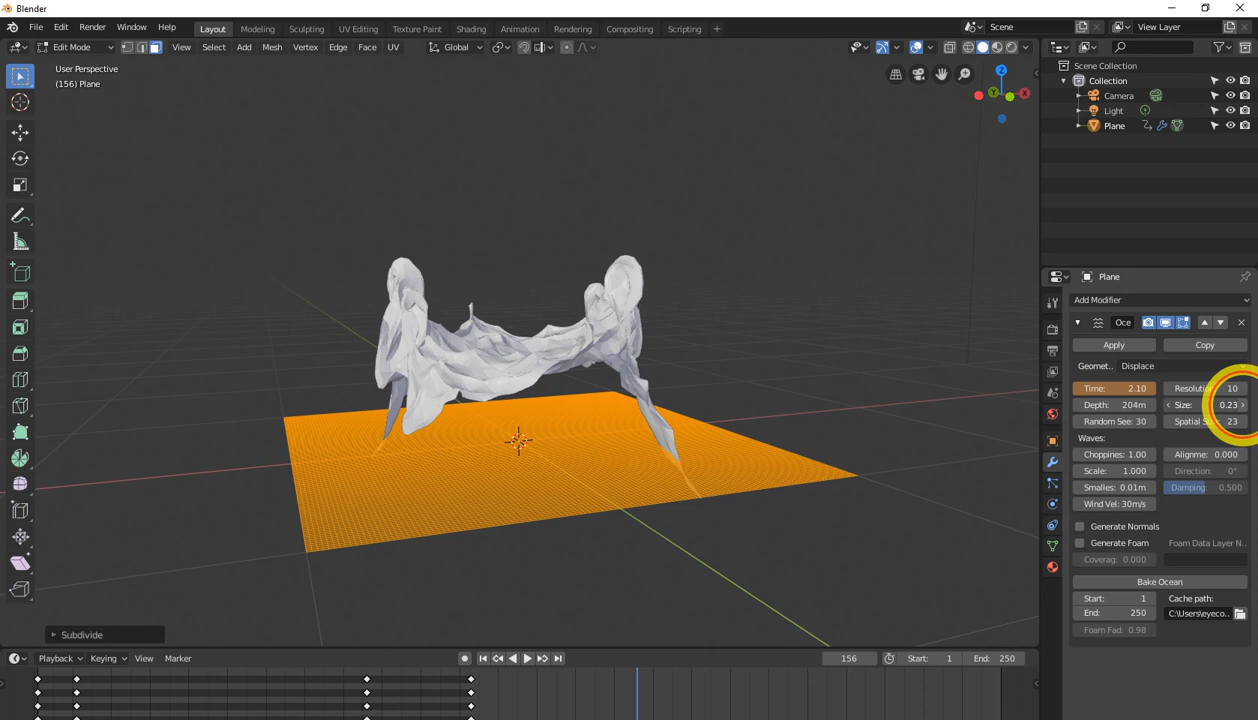 Blender
File Edit Render Window Help Layout Modeling Sculpting UV Editing Texture Paint Shading Animation Rendering Compositing Scripting + Scene View Layer
Edit Mode View Select Add Mesh Vertex Edge Face UV Global
User Perspective
(156) Plane
Z
Y
X
Scene Collection
Collection
Camera
Light
Plane
Plane
Add Modifier
Oce
Apply Copy
Geomet.. Displace
Time: 2.10 Resolution 10
Depth: 204m Size: 0.23
Random See: 30 Spatial S 23
Waves:
Choppines: 1.00 Alignme: 0.000
Scale: 1.000 Direction: 0°
Smalles: 0.01m Damping: 0.500
Wind Vel: 30m/s
Generate Normals
Generate Foam Foam Data Layer N..
Coverag: 0.000
Bake Ocean
Start: 1 Cache path:
End: 250 C:\Users\eyeco..
Foam Fad: 0.98
Subdivide
Playback Keying View Marker 156 Start: 1 End: 250